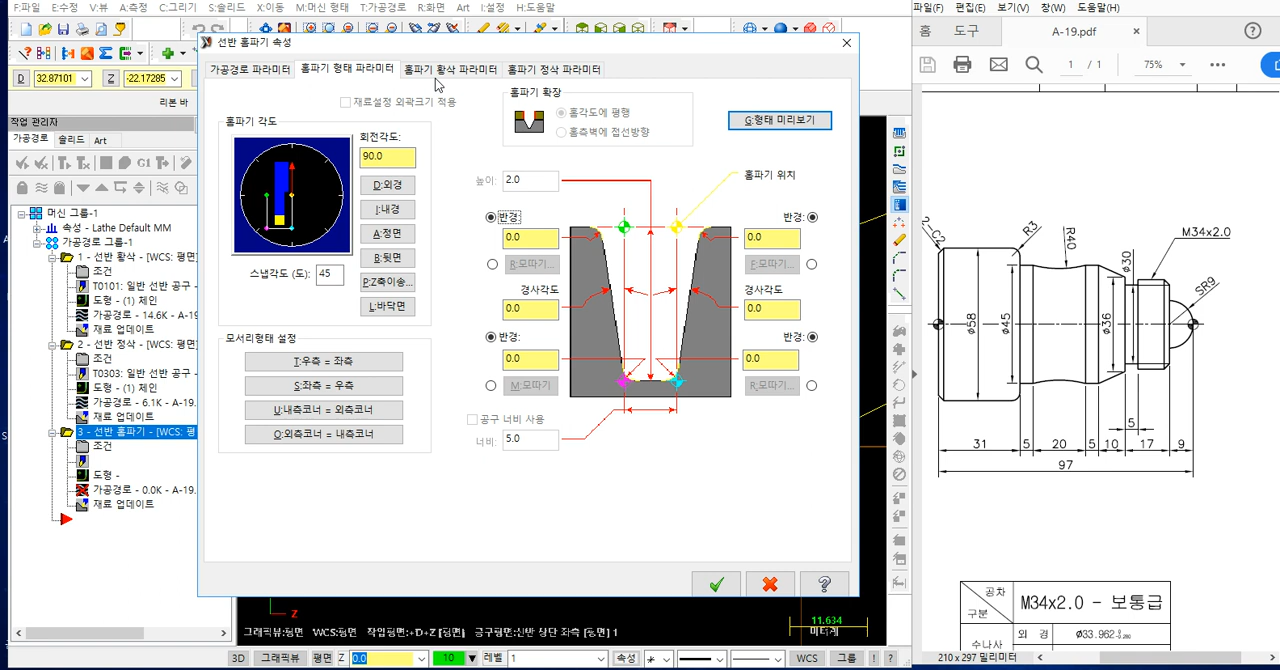 F:파일 E:수정 V:뷰 A:측정 C:그리기 S:솔리드 X:이동 M:머신 형태 T:가공경로 R:화면 Art I:설정 H:도움말
D 32.87101 Z -22.17285
리본 바
작업 관리자
가공경로 솔리드 Art
G1
머신 그룹-1
속성 - Lathe Default MM
가공경로 그룹-1
1 - 선반 황삭 - [WCS: 평면
조건
T0101: 일반 선반 공구
도형 - (1) 체인
가공경로 - 14.6K - A-19
재료 업데이트
2 - 선반 정삭 - [WCS: 평면
조건
T0303: 일반 선반 공구
도형 - (1) 체인
가공경로 - 6.1K - A-19.
재료 업데이트
3 - 선반 홈파기 - [WCS: 평
조건
도형 -
가공경로 - 0.0K - A-19.
재료 업데이트
선반 홈파기 속성
가공경로 파라미터 홈파기 형태 파라미터 홈파기 황삭 파라미터 홈파기 정삭 파라미터
재료설정 외곽크기 적용
홈파기 각도
회전각도:
90.0
D:외경
I:내경
A:정면
B:뒷면
P:Z축이송...
L:바닥면
스냅각도 (도): 45
모서리형태 설정
T:우측 = 좌측
S:좌측 = 우측
U:내측코너 = 외측코너
O:외측코너 = 내측코너
홈파기 확장
홈각도에 평행
홈측벽에 접선방향
G:형태 미리보기
높이: 2.0
홈파기 위치
반경: 반경:
0.0 0.0
R:모따기... F:모따기...
경사각도 경사각도
0.0 0.0
반경: 반경:
0.0 0.0
M:모따기 R,모따기...
공구 너비 사용
너비: 5.0
Z
11.634
미터계
그래픽뷰:평면 WCS:평면 작업평면:+D+Z [평면] 공구평면:선반 상단 좌측 [평면] 1
3D 그래픽뷰 평면 Z 0.0 10 레벨 1 속성 WCS 그룹 ! ?
파일(F) 편집(E) 보기(V) 창(W) 도움말(H)
홈 도구 A-19.pdf ×
1 / 1 75%
2-C2
R3
R40
M34x2.0
ø30
SR9
ø58
ø45
ø36
5
31 5 20 5 10 17 9
97
공차
구분
M34x2.0 - 보통급
수나사 외 경
210 x 297 밀리미터